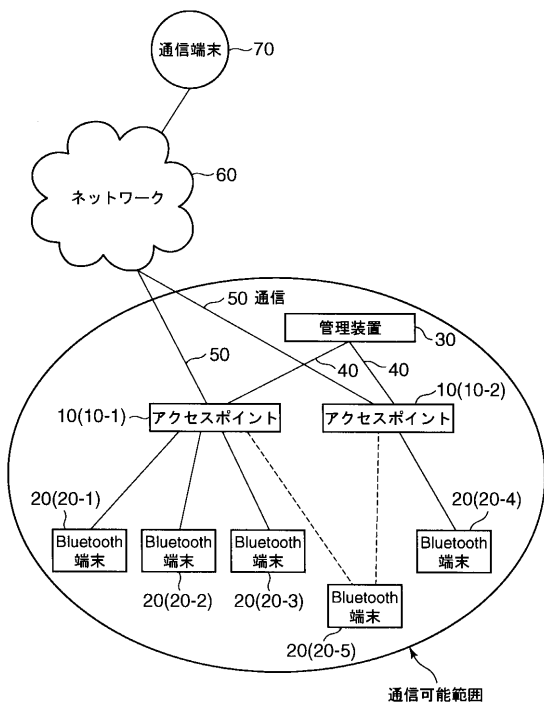 通信端末
70
60
ネットワーク
50 通信
管理装置
30
50
40
40
10(10-1)
アクセスポイント
10(10-2)
アクセスポイント
20(20-1)
20(20-4)
Bluetooth
端末
Bluetooth
端末
Bluetooth
端末
Bluetooth
端末
20(20-2)
20(20-3)
Bluetooth
端末
20(20-5)
通信可能範囲